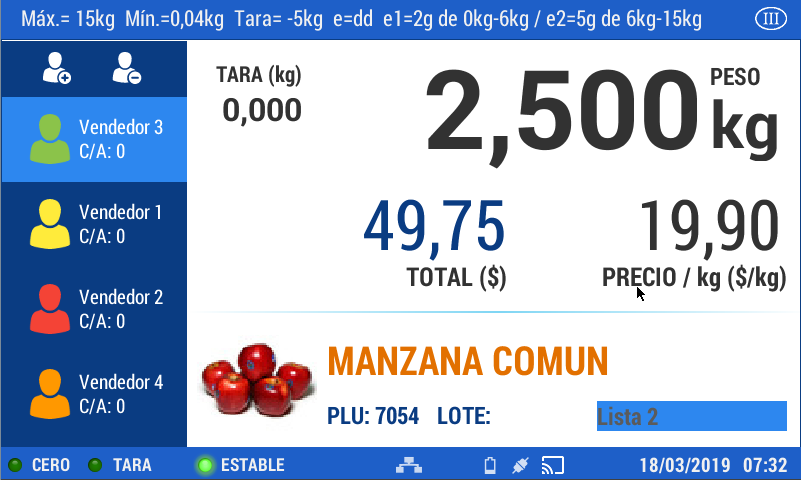 Máx.= 15kg Mín.=0,04kg Tara= -5kg e=dd e1=2g de 0kg-6kg / e2=5g de 6kg-15kg III
Vendedor 3
C/A: 0
Vendedor 1
C/A: 0
Vendedor 2
C/A: 0
Vendedor 4
C/A: 0
TARA (kg)
0,000
PESO
2,500 kg
49,75
TOTAL ($)
19,90
PRECIO / kg ($/kg)
MANZANA COMUN
PLU: 7054 LOTE: Lista 2
CERO TARA ESTABLE 18/03/2019 07:32